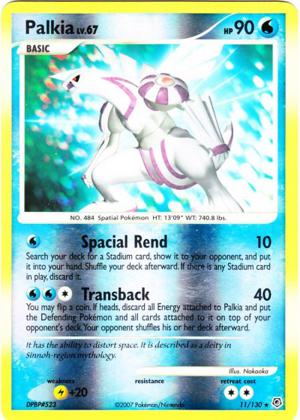 Palkia LV.67 HP 90
BASIC
NO. 484 Spatial Pokémon HT: 13'09" WT: 740.8 lbs.
Spacial Rend 10
Search your deck for a Stadium card, show it to your opponent, and put
it into your hand. Shuffle your deck afterward. If there is any Stadium card
in play, discard it.
Transback 40
You may flip a coin. If heads, discard all Energy attached to Palkia and put
the Defending Pokémon and all cards attached to it on top of your
opponent's deck. Your opponent shuffles his or her deck afterward.
It has the ability to distort space. It is described as a deity in
Sinnoh-region mythology.
Illus. Nakaoka
weakness resistance retreat cost
+20
DPBP#523 ©2007 Pokémon/Nintendo 11/130 ★